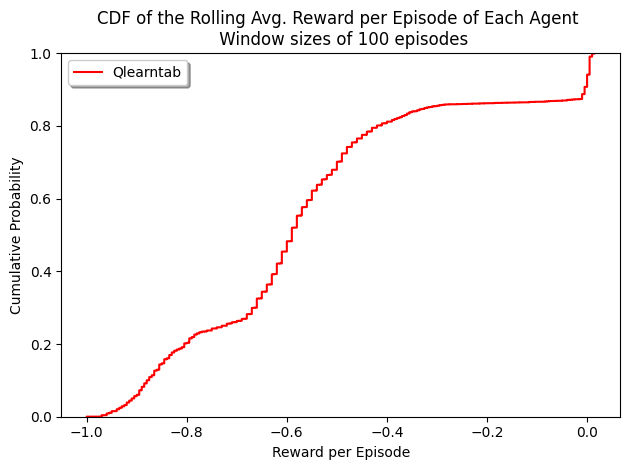 CDF of the Rolling Avg. Reward per Episode of Each Agent
Window sizes of 100 episodes
Qlearntab
Cumulative Probability
1.0
0.8
0.6
0.4
0.2
0.0
−1.0 −0.8 −0.6 −0.4 −0.2 0.0
Reward per Episode